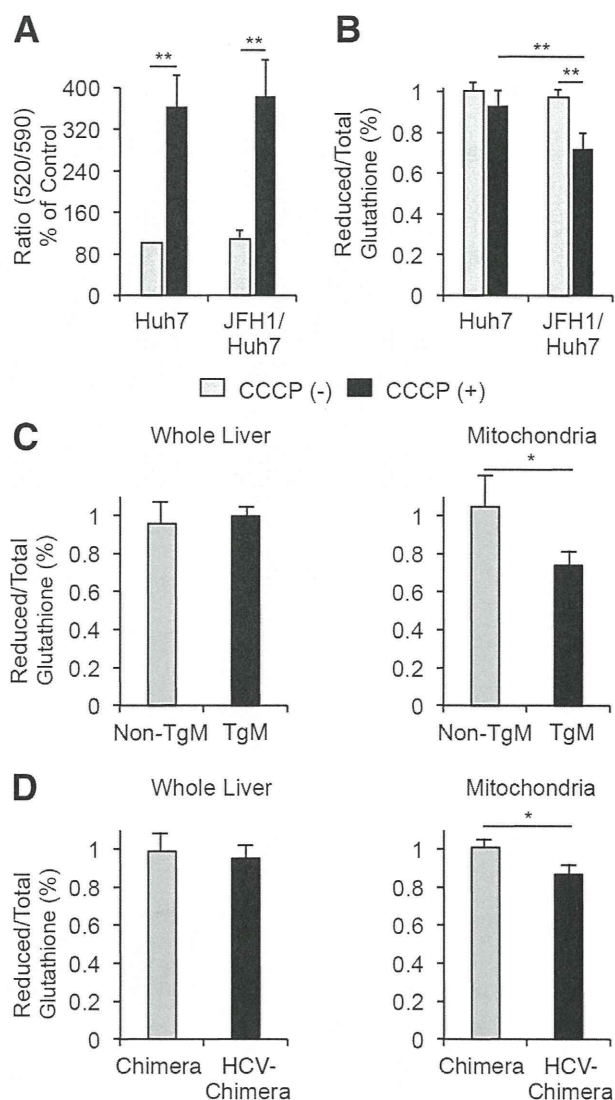 A
Ratio (520/590)
% of Control
400
320
240
160
80
0
**
**
Huh7
JFH1/
Huh7
B
Reduced/Total
Glutathione (%)
1
0.8
0.6
0.4
0.2
0
**
**
Huh7
JFH1/
Huh7
CCCP (-)
CCCP (+)
C
Whole Liver
Reduced/Total
Glutathione (%)
1
0.8
0.6
0.4
0.2
0
Non-TgM
TgM
Mitochondria
*
1
0.8
0.6
0.4
0.2
0
Non-TgM
TgM
D
Whole Liver
Reduced/Total
Glutathione (%)
1
0.8
0.6
0.4
0.2
0
Chimera
HCV-
Chimera
Mitochondria
*
1
0.8
0.6
0.4
0.2
0
Chimera
HCV-
Chimera